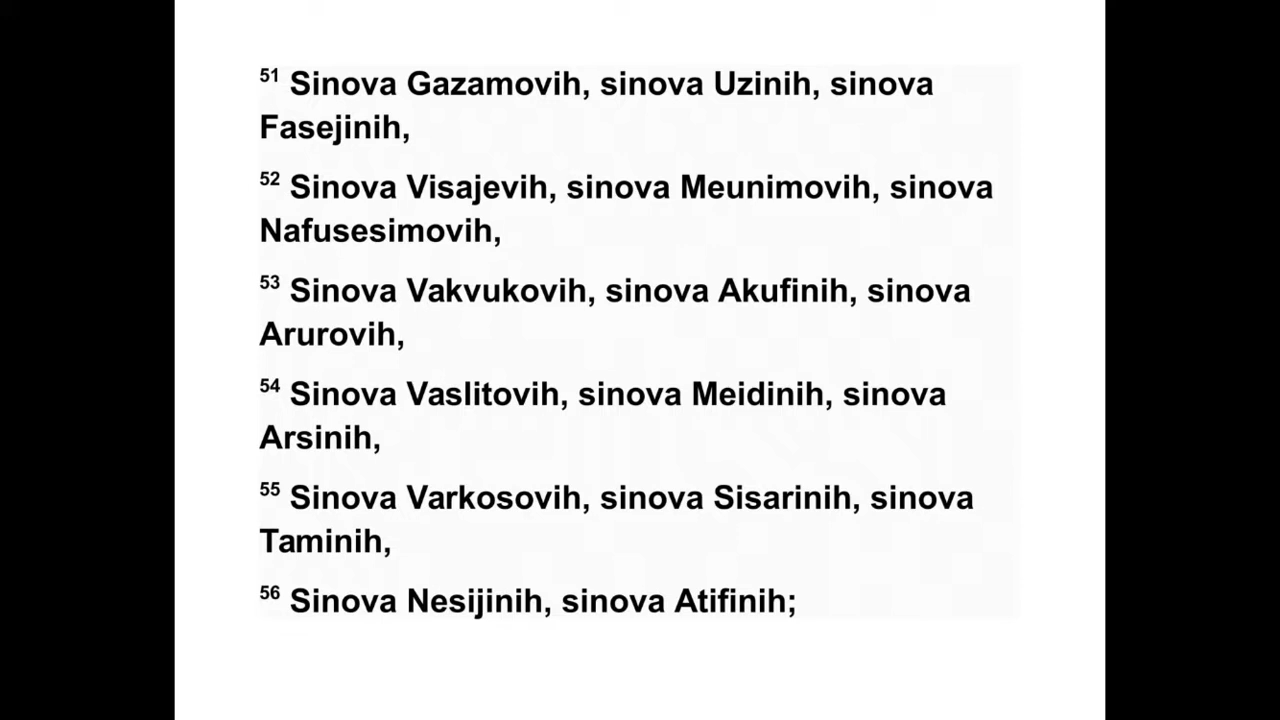 51 Sinova Gazamovih, sinova Uzinih, sinova
Fasejinih,
52 Sinova Visajevih, sinova Meunimovih, sinova
Nafusesimovih,
53 Sinova Vakvukovih, sinova Akufinih, sinova
Arurovih,
54 Sinova Vaslitovih, sinova Meidinih, sinova
Arsinih,
55 Sinova Varkosovih, sinova Sisarinih, sinova
Taminih,
56 Sinova Nesijinih, sinova Atifinih;